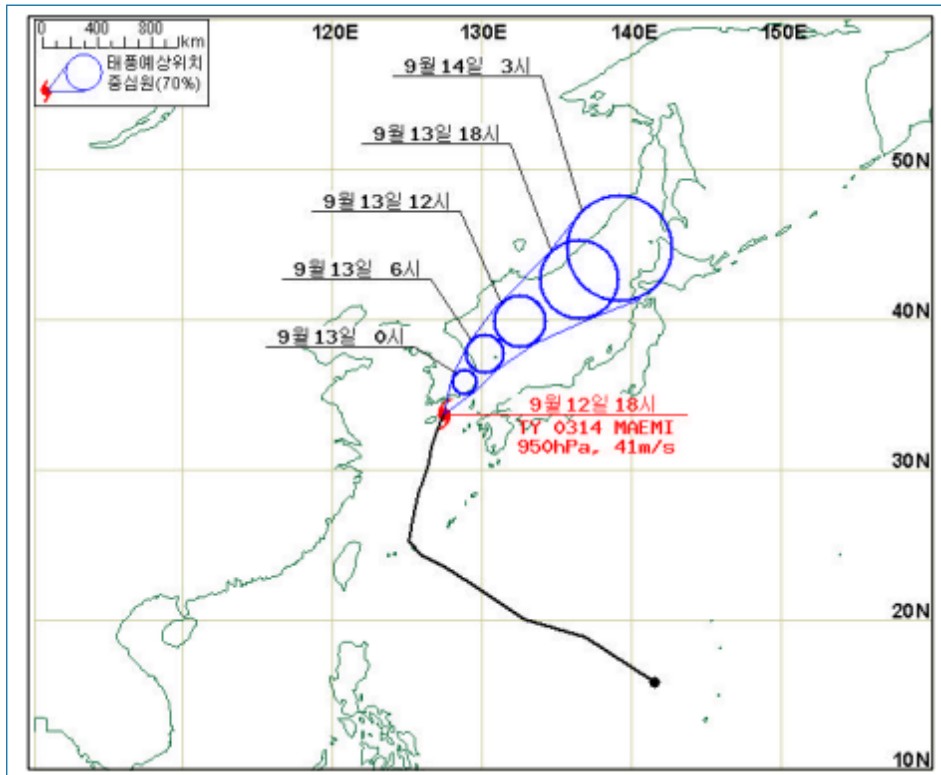 0 400 800
km
태풍예상위치
중심원(70%)
120E 130E 140E 150E
9월 14일 3시
9월 13일 18시
50N
9월 13일 12시
9월 13일 6시
40N
9월 13일 0시
9월 12일 18시
TY 0314 MAEMI
950hPa, 41m/s
30N
20N
10N